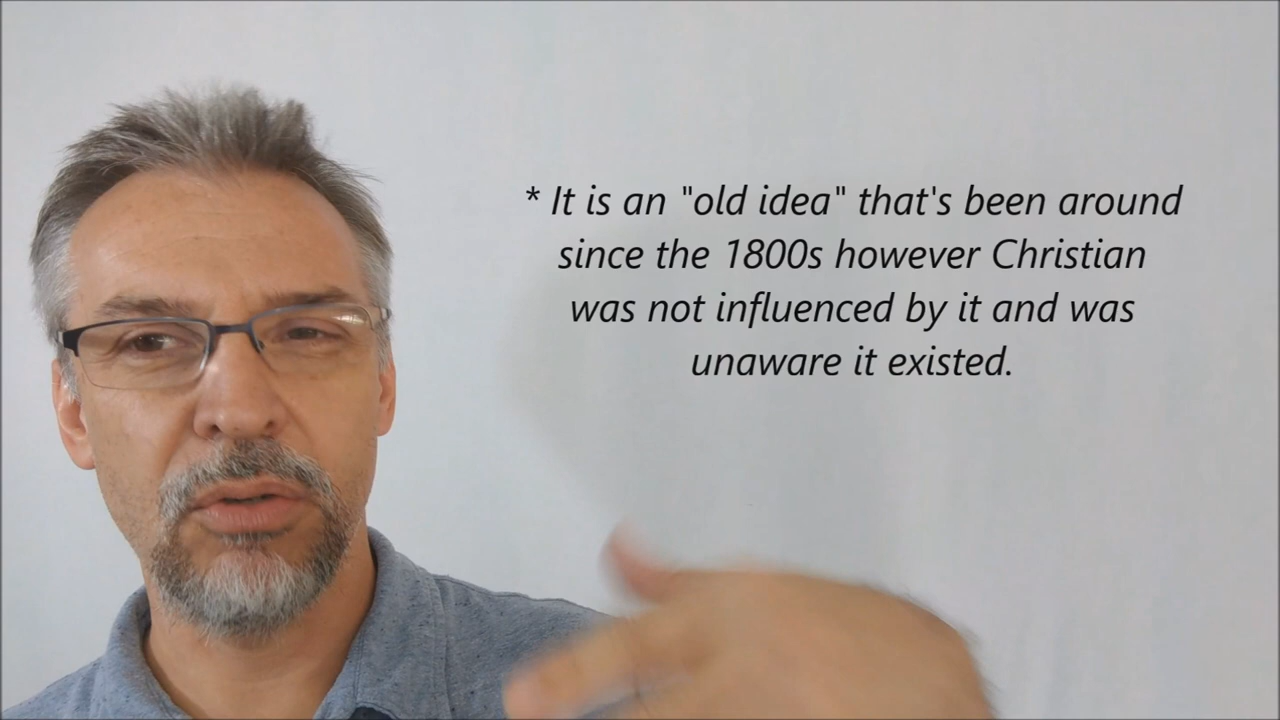 * It is an "old idea" that's been around
since the 1800s however Christian
was not influenced by it and was
unaware it existed.